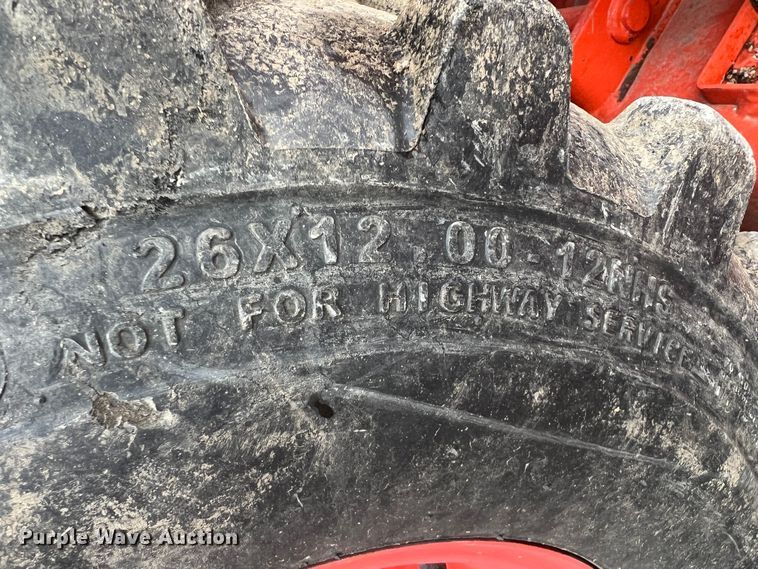 26X12.00-12NHS
NOT FOR HIGHWAY SERVICE
Purple Wave Auction